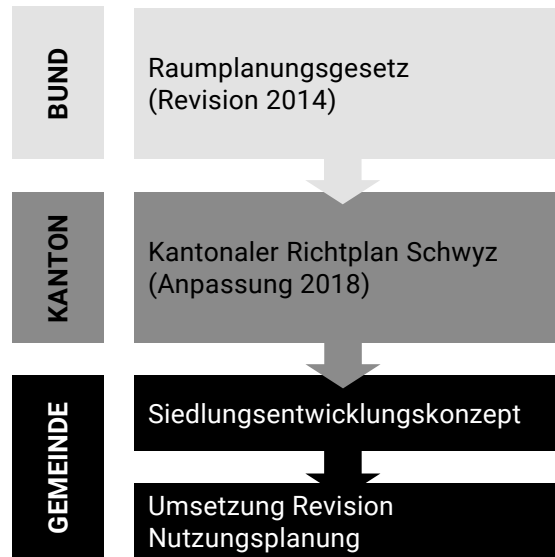 BUND
Raumplanungsgesetz
(Revision 2014)
KANTON
Kantonaler Richtplan Schwyz
(Anpassung 2018)
GEMEINDE
Siedlungsentwicklungskonzept
Umsetzung Revision
Nutzungsplanung